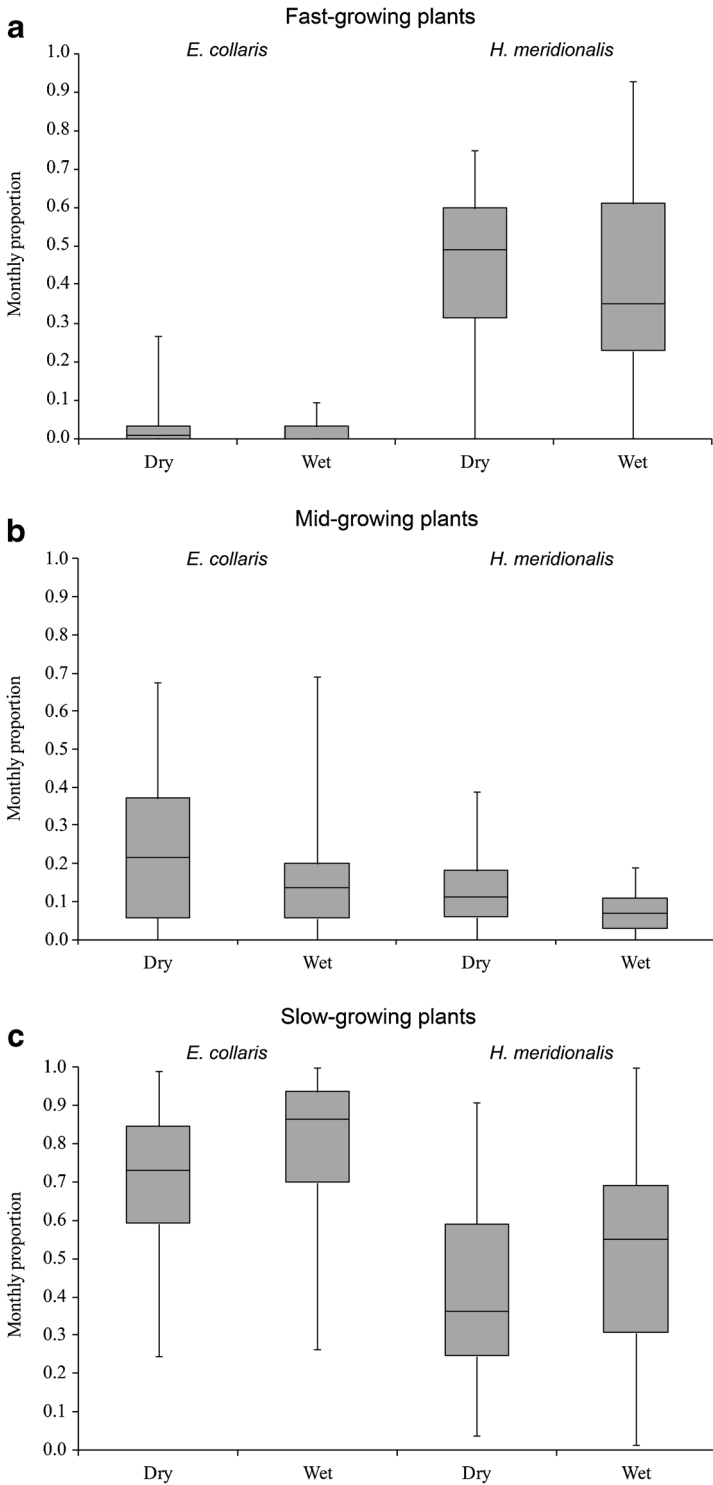 a
Fast-growing plants
E. collaris H. meridionalis
Monthly proportion
1.0
0.9
0.8
0.7
0.6
0.5
0.4
0.3
0.2
0.1
0.0
Dry Wet Dry Wet
b
Mid-growing plants
E. collaris H. meridionalis
Monthly proportion
1.0
0.9
0.8
0.7
0.6
0.5
0.4
0.3
0.2
0.1
0.0
Dry Wet Dry Wet
c
Slow-growing plants
E. collaris H. meridionalis
Monthly proportion
1.0
0.9
0.8
0.7
0.6
0.5
0.4
0.3
0.2
0.1
0.0
Dry Wet Dry Wet